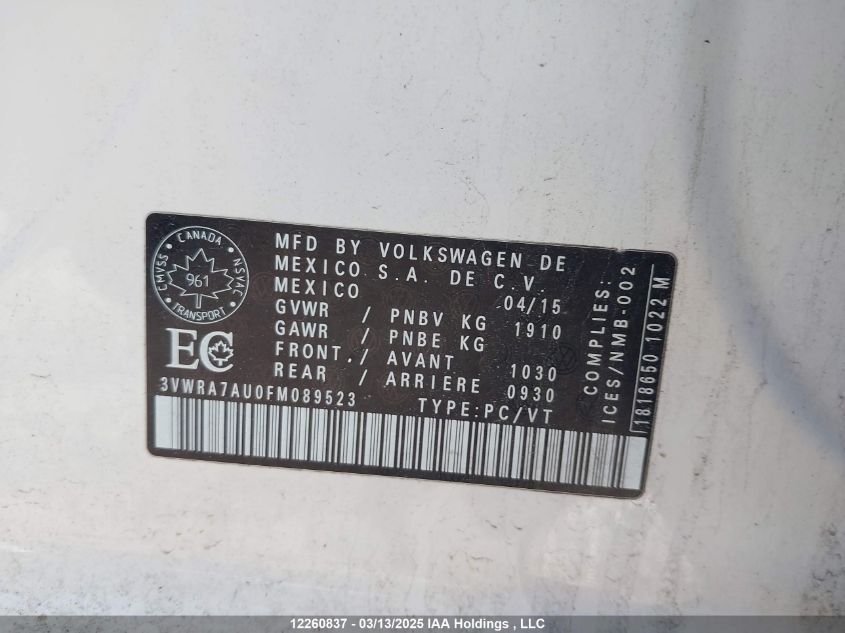 CANADA
CMVSS
NSVAC
961
TRANSPORT
EC
MFD BY VOLKSWAGEN DE
MEXICO S.A. DE C.V.
MEXICO 04/15
GVWR / PNBV KG 1910
GAWR / PNBE KG
FRONT. / AVANT 1030
REAR / ARRIERE 0930
3VWRA7AU0FM089523 TYPE:PC/VT
COMPLIES:
ICES/NMB-002
1818650 1022 M
12260837 - 03/13/2025 IAA Holdings , LLC